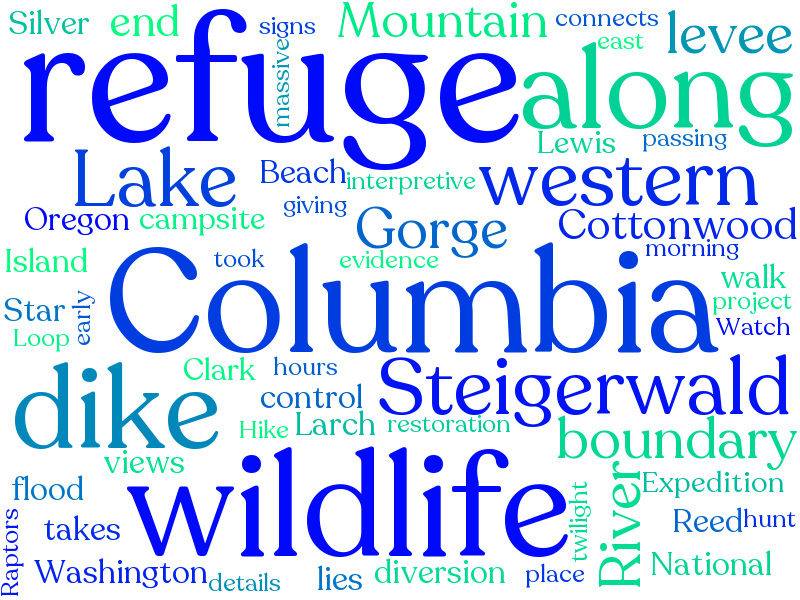 Silver end signs Mountain connects
east levee
massive
refuge along
Lewis passing
Lake Beach interpretive western
giving
Oregon campsite Gorge Cottonwood
morning
Island took evidence walk
Columbia
Star early project
Loop Watch
Clark hours Steigerwald
dike control
Hike Larch restoration boundary
views
wildlife
flood River Expedition
takes twilight Reed hunt
Raptors
Washington details lies diversion place National